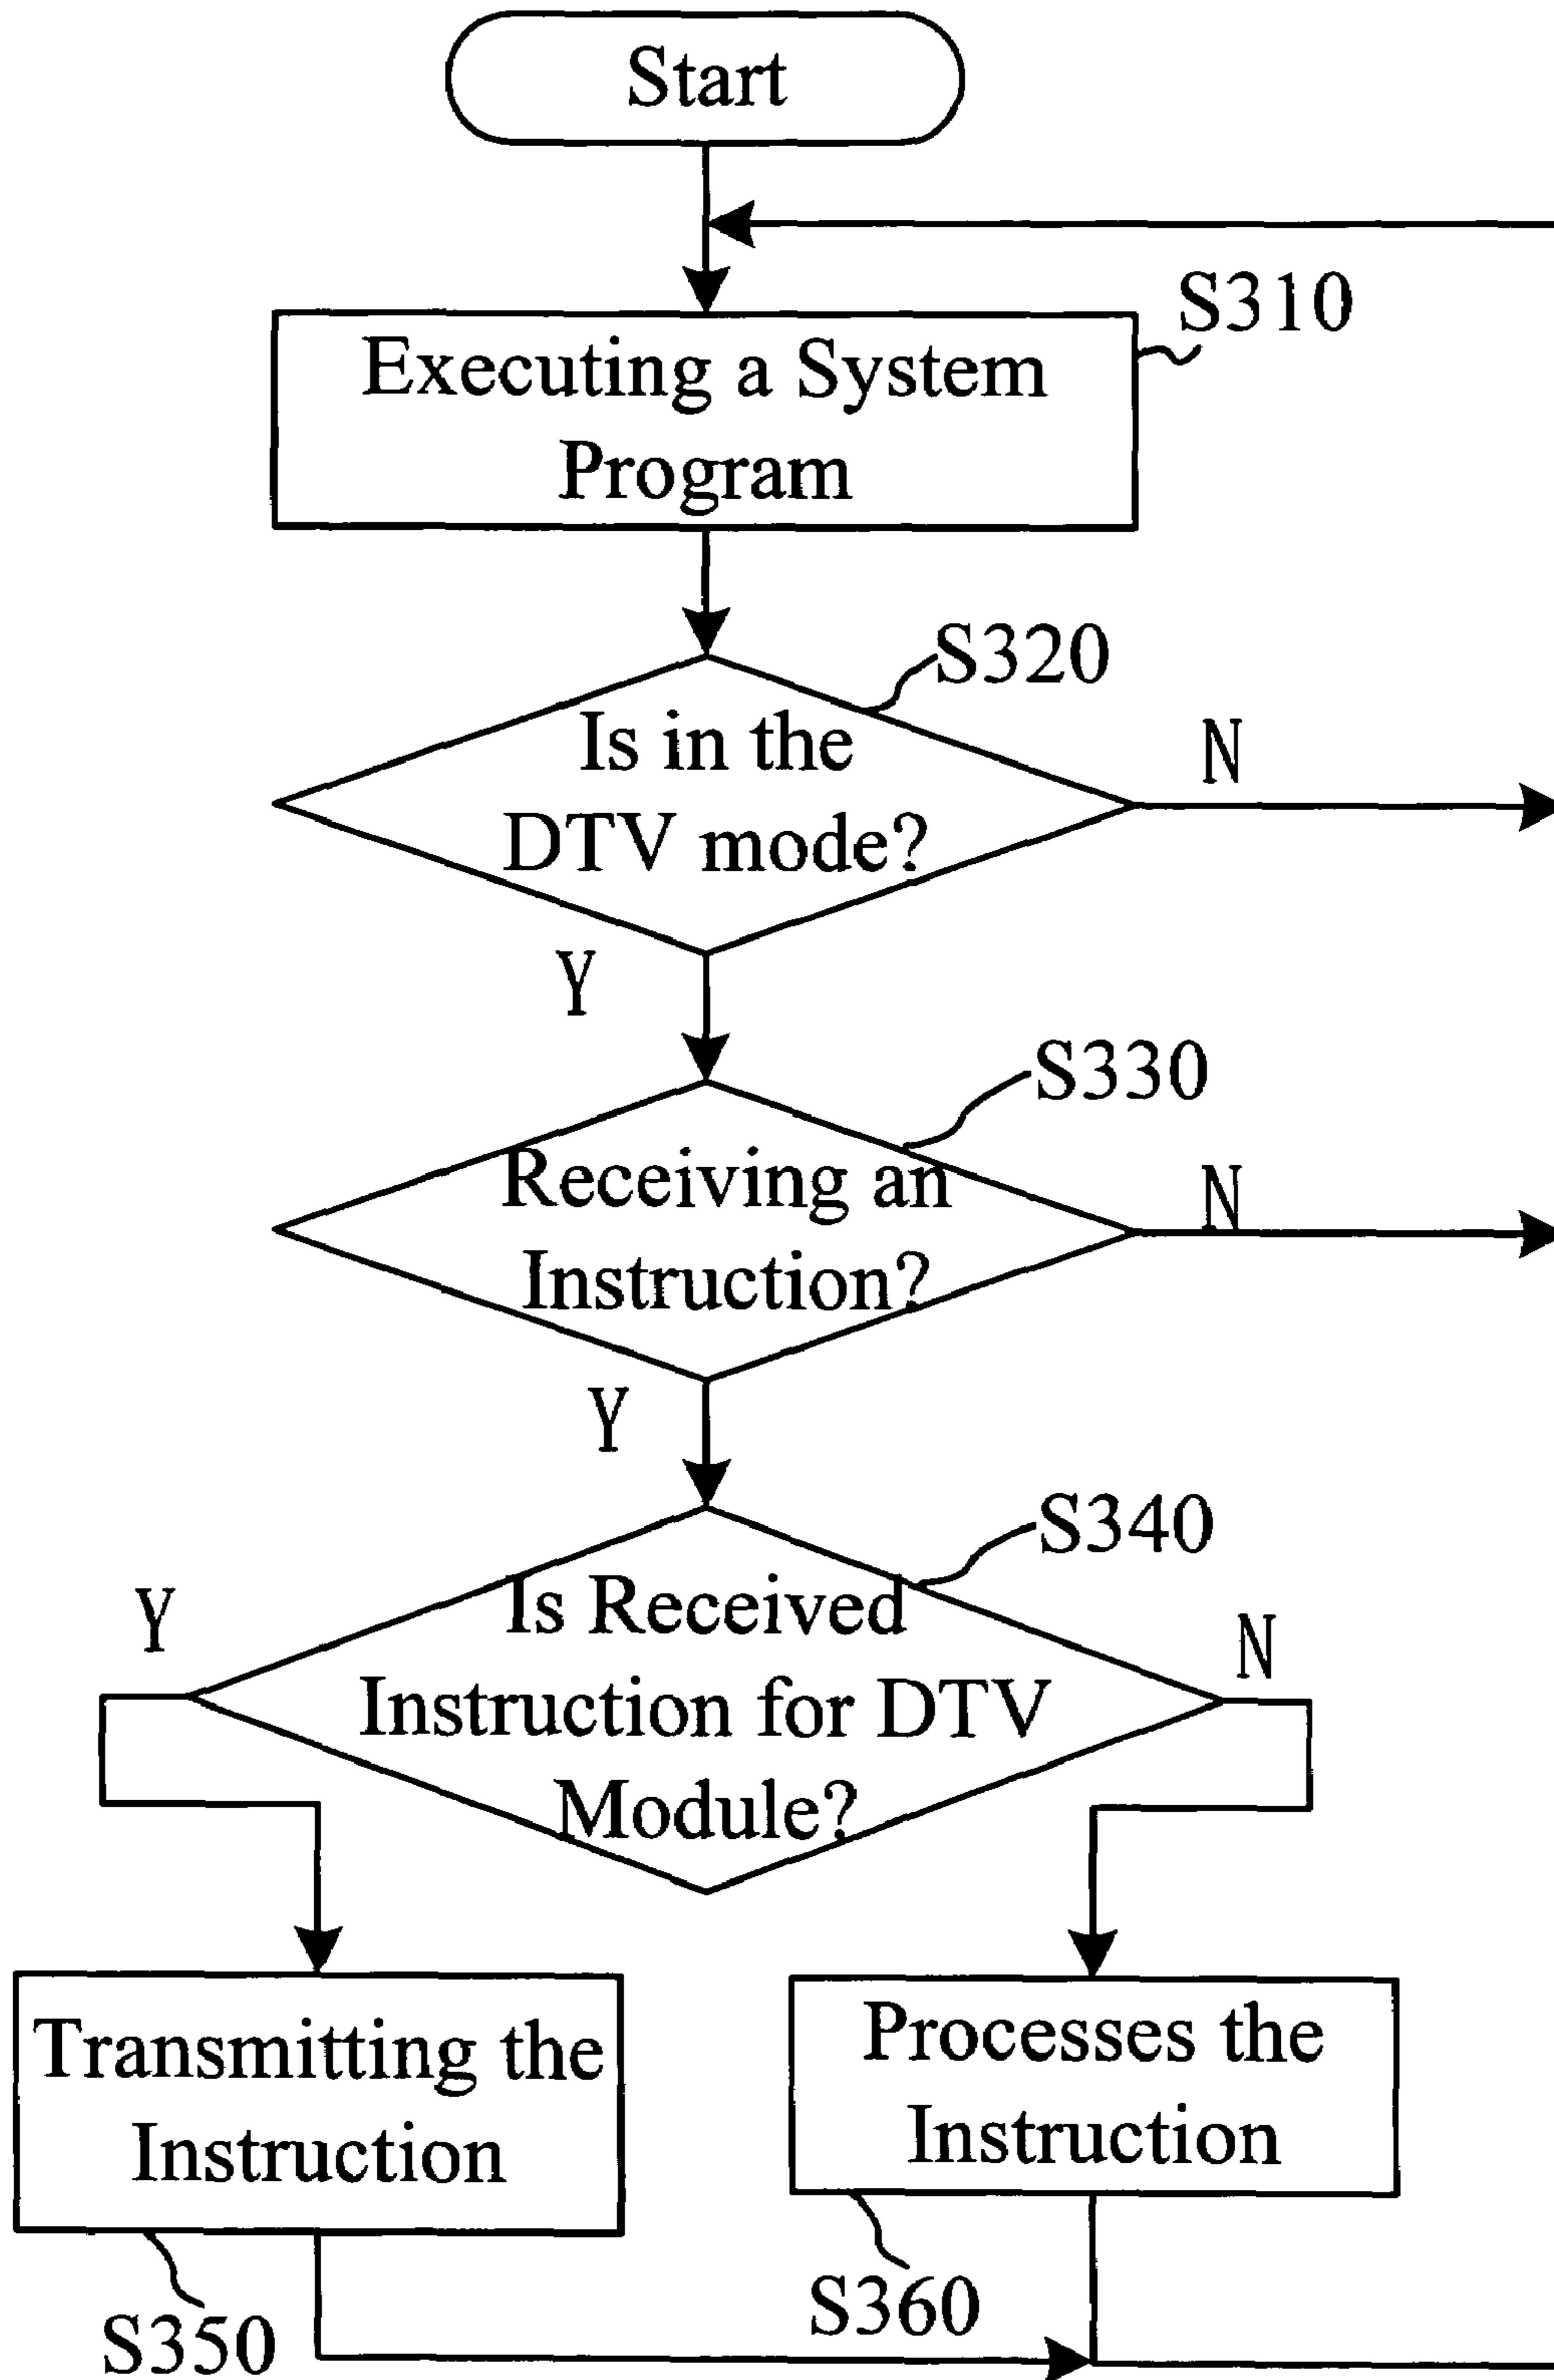 Start
S310
Executing a System
Program
S320
Is in the
DTV mode?
N
Y
S330
Receiving an
Instruction?
N
Y
S340
Y
Is Received
Instruction for DTV
Module?
N
Transmitting the
Instruction
Processes the
Instruction
S350
S360